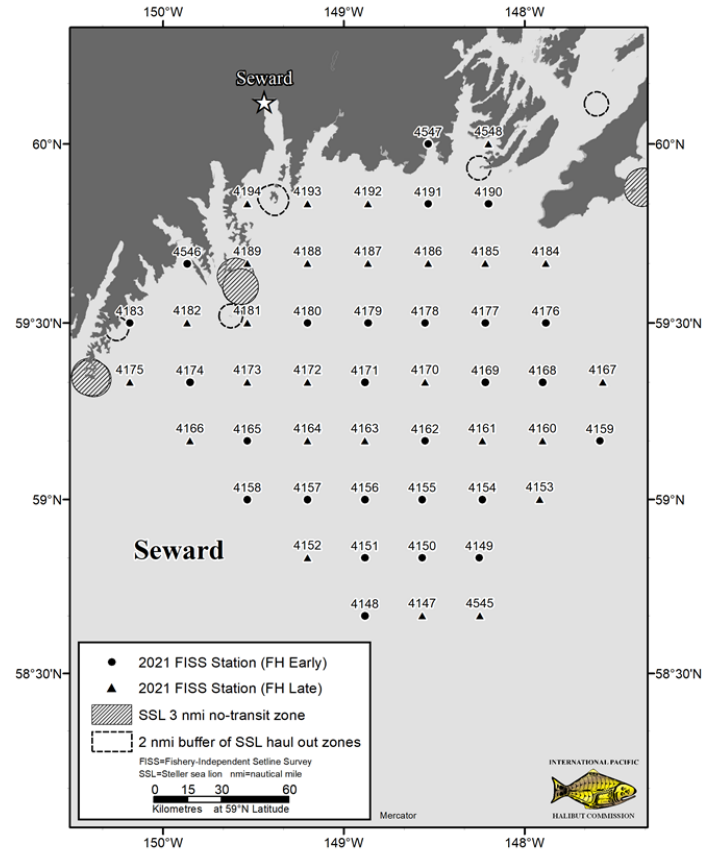 150°W 149°W 148°W
Seward
4547 4548
60°N 60°N
4194 4193 4192 4191 4190
4546 4189 4188 4187 4186 4185 4184
4183 4182 4181 4180 4179 4178 4177 4176
59°30'N 59°30'N
4175 4174 4173 4172 4171 4170 4169 4168 4167
4166 4165 4164 4163 4162 4161 4160 4159
4158 4157 4156 4155 4154 4153
59°N 59°N
Seward
4152 4151 4150 4149
4148 4147 4545
58°30'N 58°30'N
2021 FISS Station (FH Early)
2021 FISS Station (FH Late)
SSL 3 nmi no-transit zone
2 nmi buffer of SSL haul out zones
FISS=Fishery-Independent Setline Survey
SSL=Steller sea lion nmi=nautical mile
0 15 30 60
Kilometres at 59°N Latitude
Mercator
INTERNATIONAL PACIFIC
HALIBUT COMMISSION
150°W 149°W 148°W